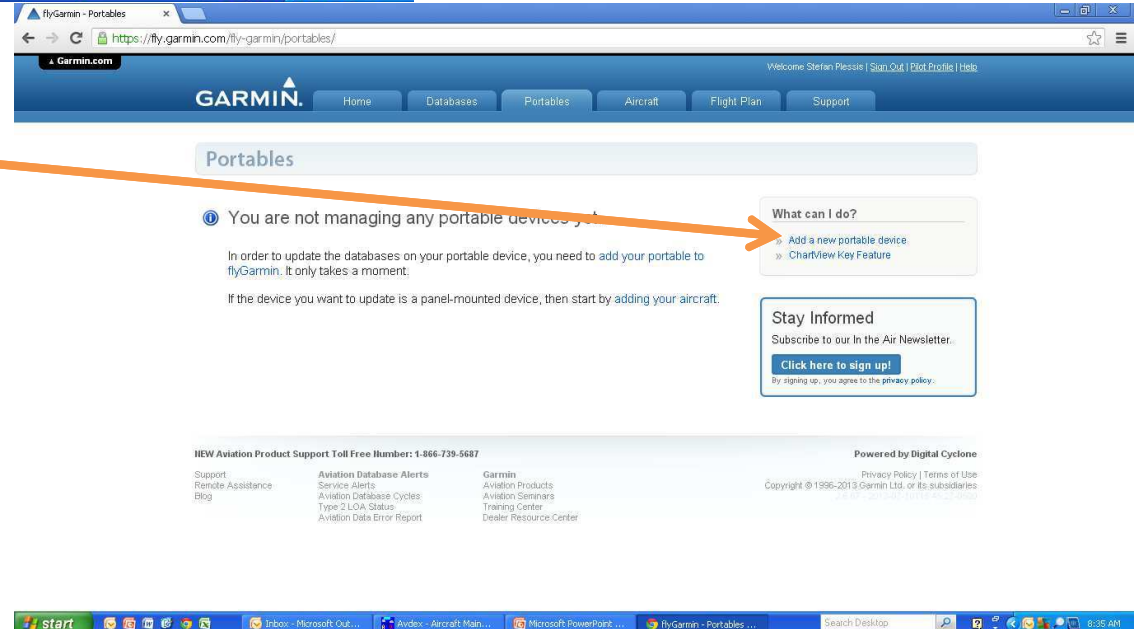 flyGarmin - Portables
https://fly.garmin.com/fly-garmin/portables/
Garmin.com
Welcome Stefan Plessis | Sign Out | Pilot Profile | Help
GARMIN. Home Databases Portables Aircraft Flight Plan Support
Portables
You are not managing any portable devices yet
In order to update the databases on your portable device, you need to add your portable to
flyGarmin. It only takes a moment.
If the device you want to update is a panel-mounted device, then start by adding your aircraft.
What can I do?
» Add a new portable device
» ChartView Key Feature
Stay Informed
Subscribe to our In the Air Newsletter.
Click here to sign up!
By signing up, you agree to the privacy policy.
NEW Aviation Product Support Toll Free Number: 1-866-739-5687
Powered by Digital Cyclone
Support
Remote Assistance
Blog
Aviation Database Alerts
Service Alerts
Aviation Database Cycles
Type 2 LOA Status
Aviation Data Error Report
Garmin
Aviation Products
Aviation Seminars
Training Center
Dealer Resource Center
Privacy Policy | Terms of Use
Copyright © 1996-2013 Garmin Ltd. or its subsidiaries
start Inbox - Microsoft Out... Avdex - Aircraft Main... Microsoft PowerPoint ... flyGarmin - Portables ... Search Desktop 8:35 AM